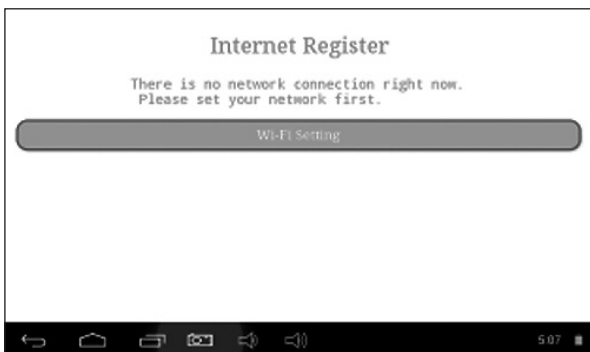 Internet Register
There is no network connection right now.
Please set your network first.
Wi-Fi Setting
5:07